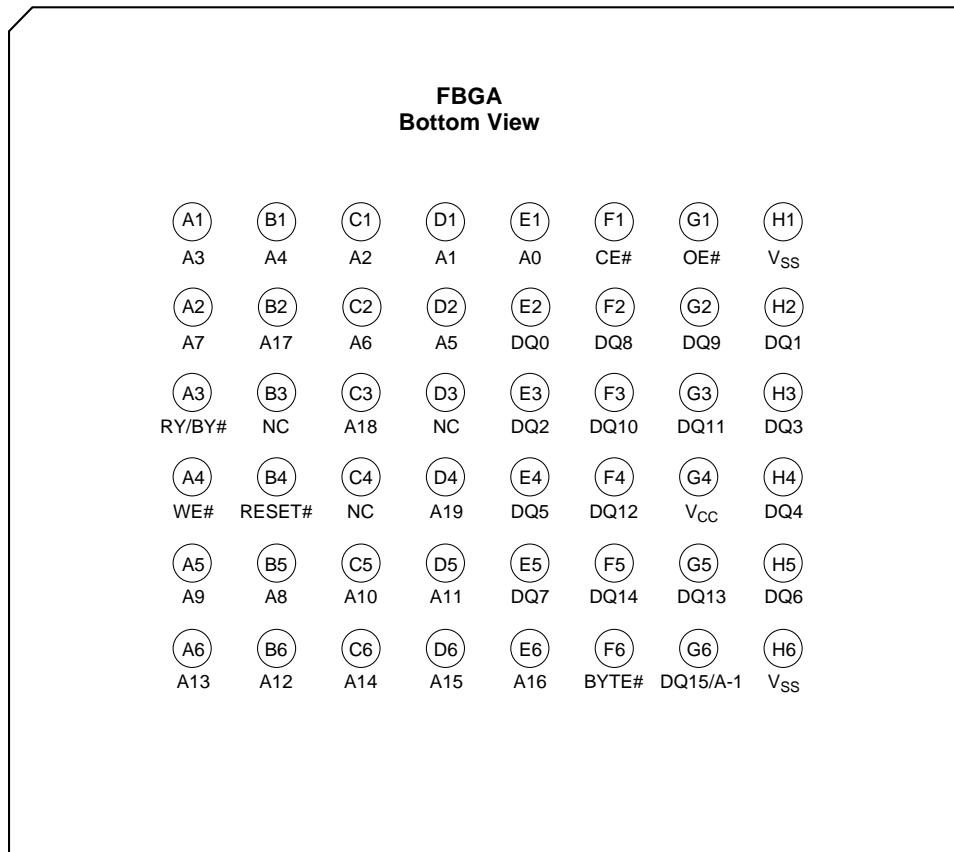 FBGA
Bottom View
A1 B1 C1 D1 E1 F1 G1 H1
A3 A4 A2 A1 A0 CE# OE# VSS
A2 B2 C2 D2 E2 F2 G2 H2
A7 A17 A6 A5 DQ0 DQ8 DQ9 DQ1
A3 B3 C3 D3 E3 F3 G3 H3
RY/BY# NC A18 NC DQ2 DQ10 DQ11 DQ3
A4 B4 C4 D4 E4 F4 G4 H4
WE# RESET# NC A19 DQ5 DQ12 VCC DQ4
A5 B5 C5 D5 E5 F5 G5 H5
A9 A8 A10 A11 DQ7 DQ14 DQ13 DQ6
A6 B6 C6 D6 E6 F6 G6 H6
A13 A12 A14 A15 A16 BYTE# DQ15/A-1 VSS